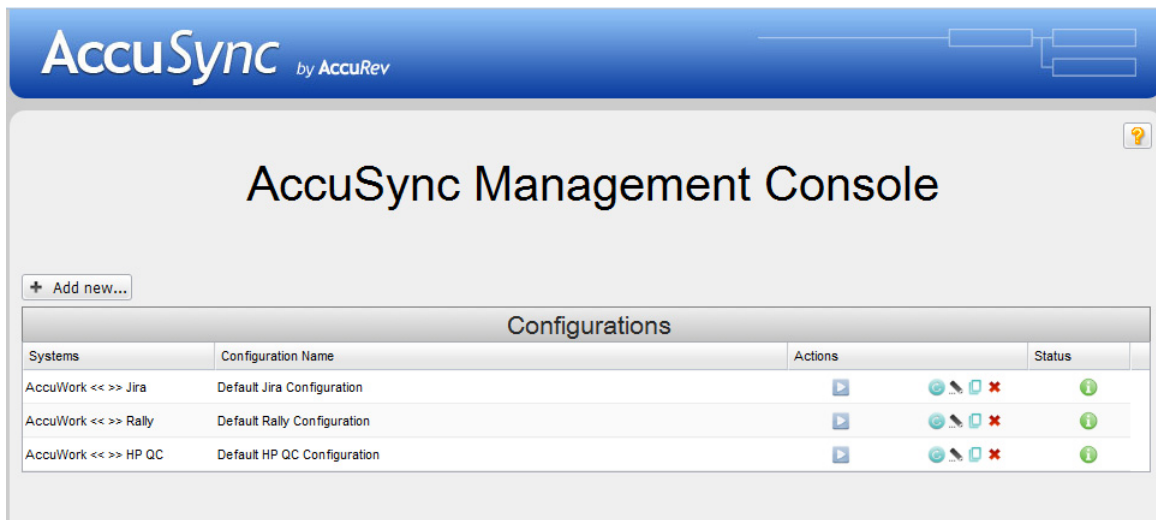 AccuSync by AccuRev
?
AccuSync Management Console
+ Add new...
Configurations
Systems Configuration Name Actions Status
AccuWork << >> Jira Default Jira Configuration
AccuWork << >> Rally Default Rally Configuration
AccuWork << >> HP QC Default HP QC Configuration